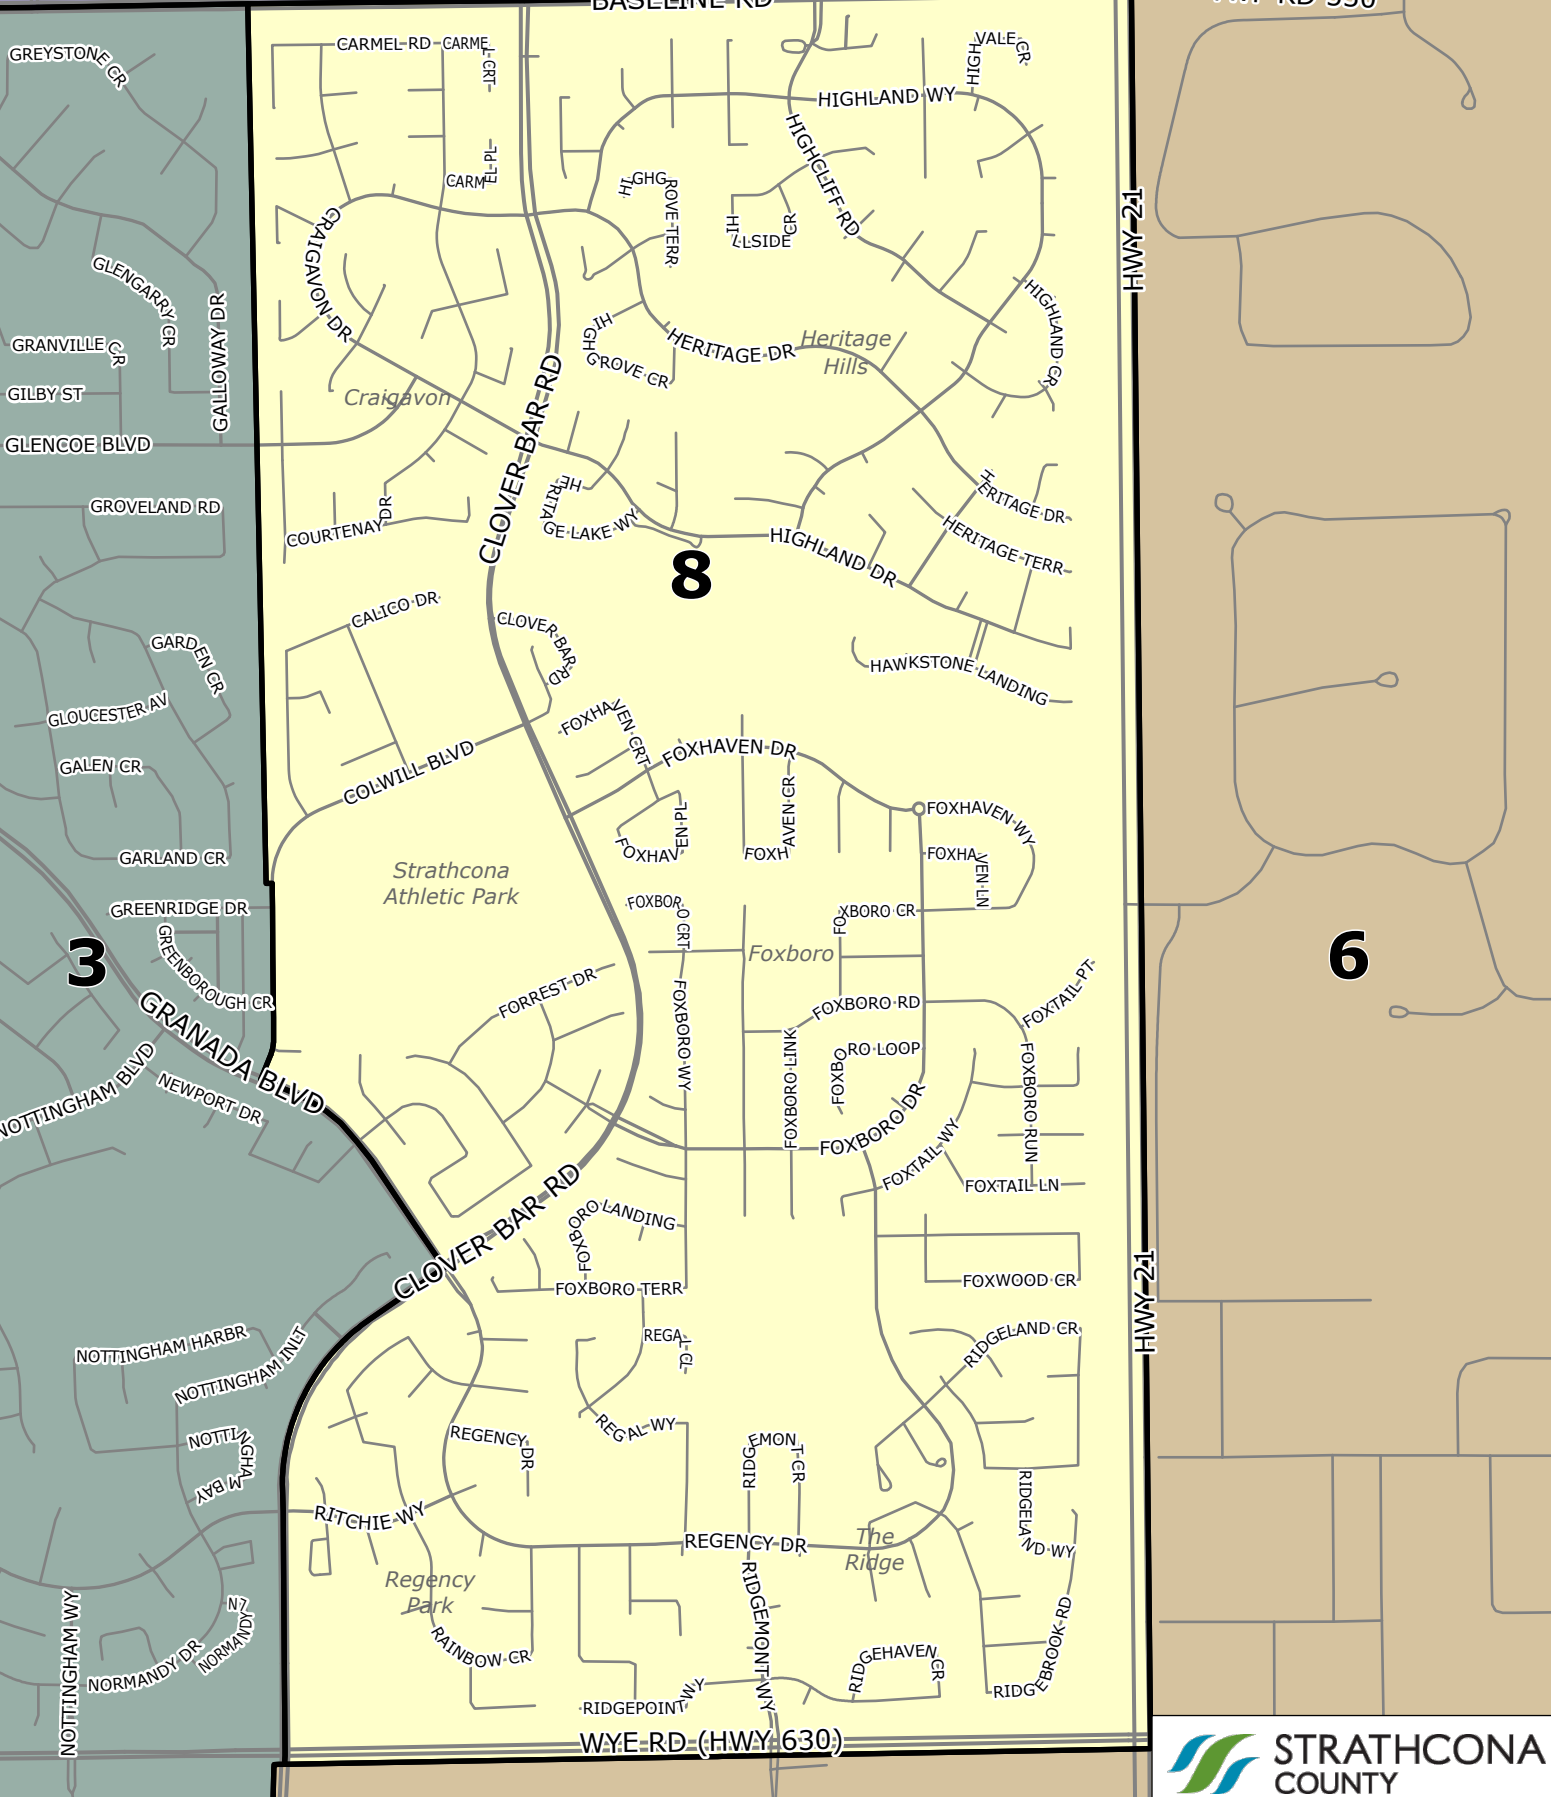 BASELINE RD
GREYSTONE CR
CARMEL RD
CARMEL CRT
HIGH VALE CR
HIGHLAND WY
HIGHCLIFF RD
CARMEL PL
HIGHGROVE TERR
HILLSIDE CR
HWY 21
CRAIGAVON DR
GLENGARRY CR
GALLOWAY DR
GRANVILLE CR
HIGHGROVE CR
HERITAGE DR
Heritage
Hills
HIGHLAND CR
GILBY ST
Craigavon
GLENCOE BLVD
CLOVER BAR RD
GROVELAND RD
COURTENAY DR
HERITAGE LAKE WY
HIGHLAND DR
HERITAGE DR
HERITAGE TERR
8
CALICO DR
CLOVER BAR RD
HAWKSTONE LANDING
GARDEN CR
GLOUCESTER AV
GALEN CR
FOXHAVEN CRT
FOXHAVEN DR
COLWILL BLVD
FOXHAVEN PL
FOXHAVEN CR
FOXHAVEN WY
FOXHAVEN LN
GARLAND CR
Strathcona
Athletic Park
GREENRIDGE DR
GREENBOROUGH CR
FOXBORO CRT
FOXBORO CR
Foxboro
3
6
GRANADA BLVD
FORREST DR
FOXBORO WY
FOXBORO RD
FOXTAIL PT
FOXBORO LINK
FOXBORO LOOP
FOXBORO RUN
NOTTINGHAM BLVD
NEWPORT DR
FOXBORO DR
FOXTAIL WY
FOXTAIL LN
CLOVER BAR RD
FOXBORO LANDING
FOXBORO TERR
FOXWOOD CR
HWY 21
NOTTINGHAM HARBR
NOTTINGHAM INLT
REGAL CL
RIDGELAND CR
NOTTINGHAM BAY
REGENCY DR
REGAL WY
RIDGEMONT CR
RIDGELAND WY
RITCHIE WY
REGENCY DR
The
Ridge
Regency
Park
RAINBOW CR
RIDGEMONT WY
RIDGEHAVEN CR
RIDGEBROOK RD
NOTTINGHAM WY
NORMANDY DR
NORMANDY
RIDGEPOINT WY
WYE RD (HWY 630)
STRATHCONA
COUNTY